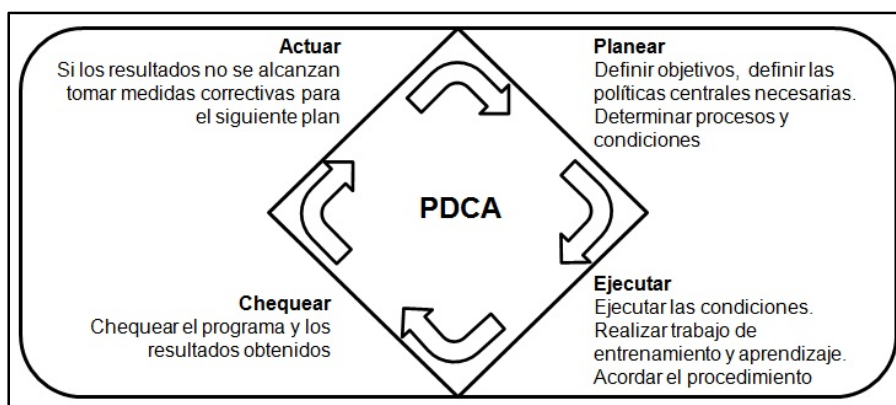 Actuar
Si los resultados no se alcanzan
tomar medidas correctivas para
el siguiente plan
Planear
Definir objetivos, definir las
políticas centrales necesarias.
Determinar procesos y
condiciones
PDCA
Chequear
Chequear el programa y los
resultados obtenidos
Ejecutar
Ejecutar las condiciones.
Realizar trabajo de
entrenamiento y aprendizaje.
Acordar el procedimiento